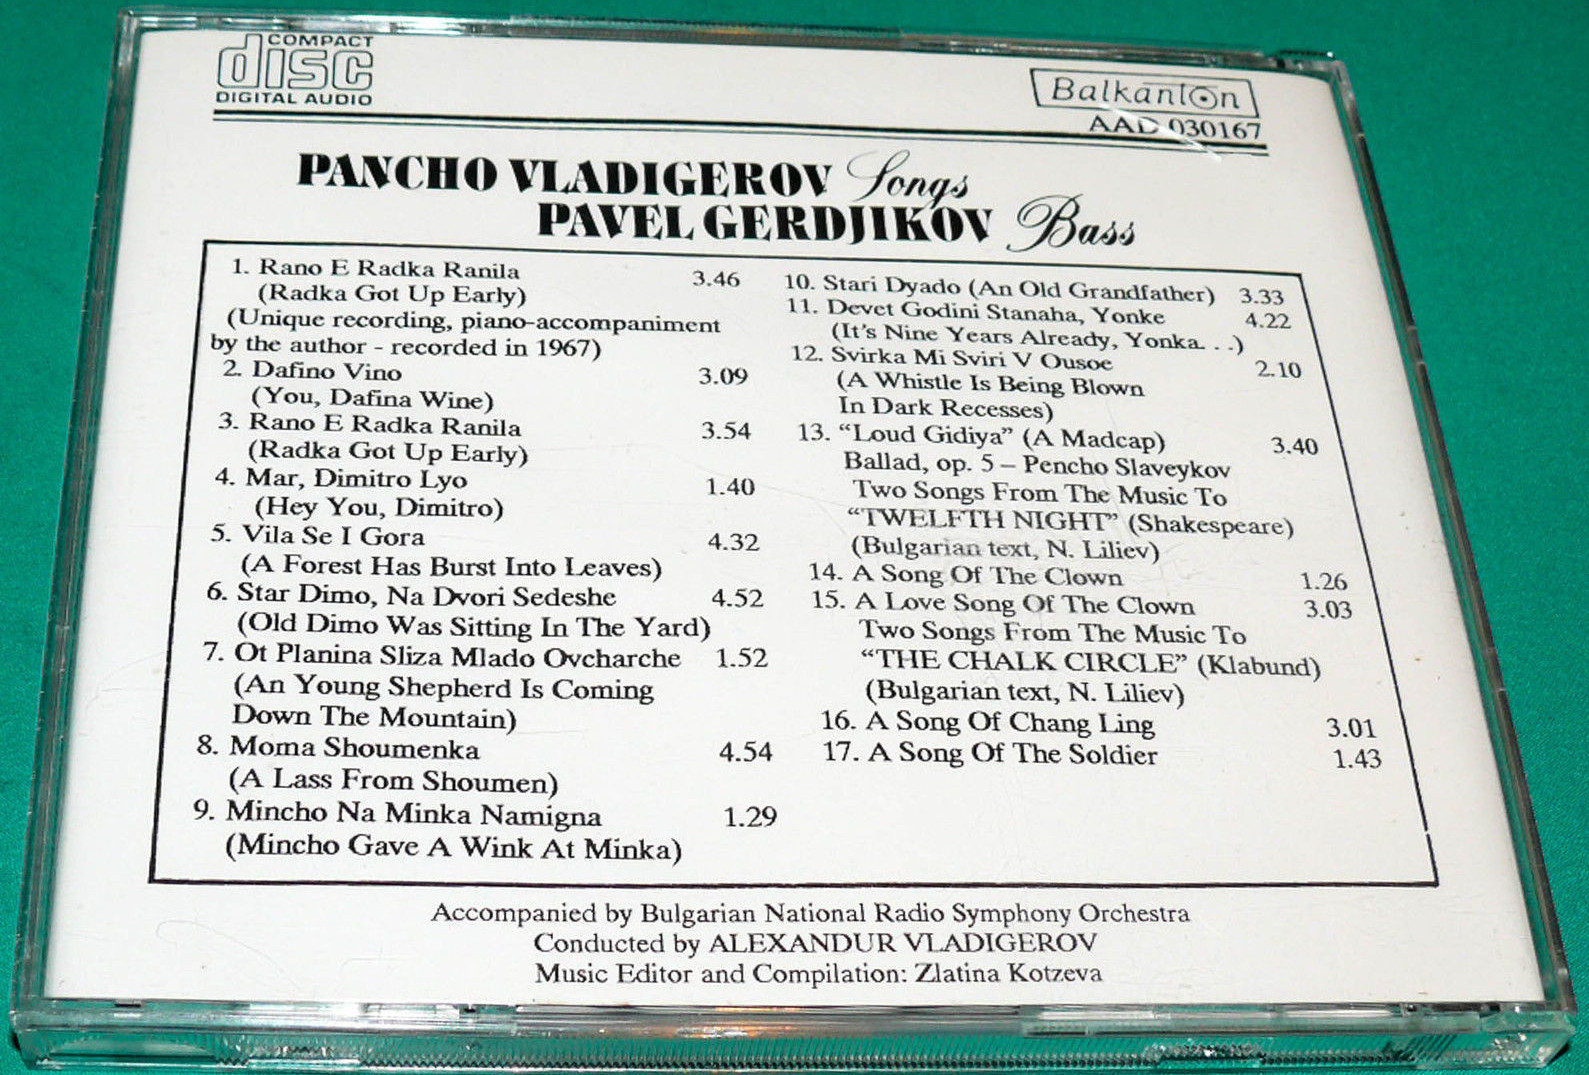 COMPACT
disc
DIGITAL AUDIO
Balkanton
AAD 030167
PANCHO VLADIGEROV Songs
PAVEL GERDJIKOV Bass
1. Rano E Radka Ranila 3.46
(Radka Got Up Early)
(Unique recording, piano-accompaniment
by the author - recorded in 1967)
2. Dafino Vino 3.09
(You, Dafina Wine)
3. Rano E Radka Ranila 3.54
(Radka Got Up Early)
4. Mar, Dimitro Lyo 1.40
(Hey You, Dimitro)
5. Vila Se I Gora 4.32
(A Forest Has Burst Into Leaves)
6. Star Dimo, Na Dvori Sedeshe 4.52
(Old Dimo Was Sitting In The Yard)
7. Ot Planina Sliza Mlado Ovcharche 1.52
(An Young Shepherd Is Coming
Down The Mountain)
8. Moma Shoumenka 4.54
(A Lass From Shoumen)
9. Mincho Na Minka Namigna 1.29
(Mincho Gave A Wink At Minka)
10. Stari Dyado (An Old Grandfather) 3.33
11. Devet Godini Stanaha, Yonke 4.22
(It's Nine Years Already, Yonka. . .)
12. Svirka Mi Sviri V Ousoe 2.10
(A Whistle Is Being Blown
In Dark Recesses)
13. “Loud Gidiya” (A Madcap) 3.40
Ballad, op. 5 – Pencho Slaveykov
Two Songs From The Music To
“TWELFTH NIGHT” (Shakespeare)
(Bulgarian text, N. Liliev)
14. A Song Of The Clown 1.26
15. A Love Song Of The Clown 3.03
Two Songs From The Music To
“THE CHALK CIRCLE” (Klabund)
(Bulgarian text, N. Liliev)
16. A Song Of Chang Ling 3.01
17. A Song Of The Soldier 1.43
Accompanied by Bulgarian National Radio Symphony Orchestra
Conducted by ALEXANDUR VLADIGEROV
Music Editor and Compilation: Zlatina Kotzeva